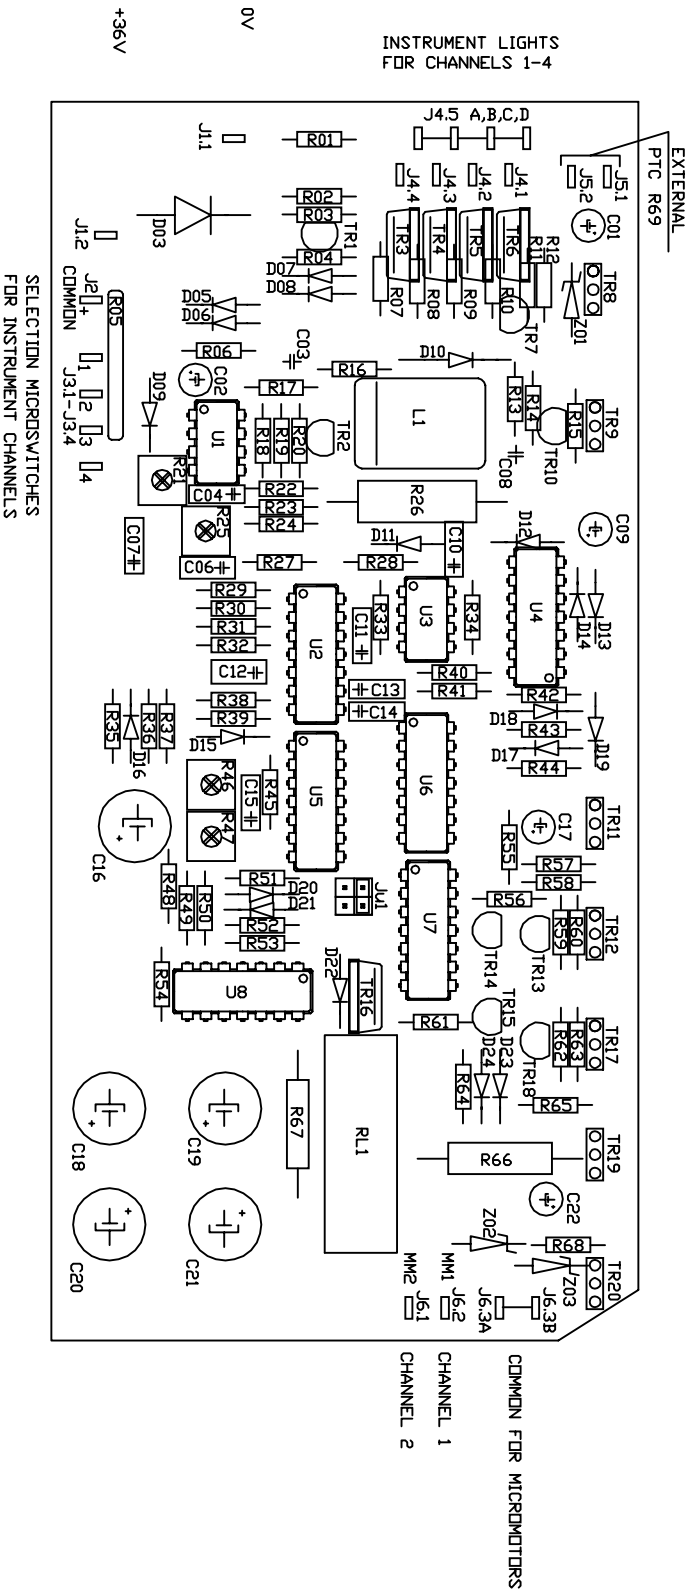 +36V
0V
INSTRUMENT LIGHTS
FOR CHANNELS 1-4
EXTERNAL
PTC R69
J4.5 A,B,C,D
J1.1
R01
J4.4
J4.3
J4.2
J4.1
J5.2
J5.1
C01
R02
R03
TR1
R04
D03
J1.2
TR3
TR4
TR5
TR6
R11
R12
TR8
D07
D08
R07
R08
R09
R10
TR7
Z01
J2
+
COMMON
R05
D05
D06
R06
C03
D10
R16
C02
R17
L1
R13
R14
R15
TR9
TR10
1
2
3
4
J3.1-J3.4
D09
U1
R18
R19
R20
TR2
C08
SELECTION MICROSWITCHES
FOR INSTRUMENT CHANNELS
R21
C04
R22
R23
R24
R26
R25
C07
C06
D11
C10
D12
C09
R27
R28
R29
R30
R31
R32
U2
C11
R33
U3
R34
U4
D14
D13
C12
R40
R41
C13
C14
R38
R39
D15
R35
D16
R36
R37
R42
D18
R43
D17
R44
D19
U5
U6
R46
R47
C15
R45
C16
C17
TR11
R55
R57
R58
R48
R49
R50
R51
D20
D21
R52
R53
Ju1
U7
R56
TR14
TR13
R59
R60
TR12
R54
U8
D22
TR16
R61
TR15
D24
D23
TR18
R62
R63
TR17
R64
R65
C18
C19
R67
RL1
R66
TR19
C20
C21
C22
Z02
R68
Z03
TR20
MM2
J6.1
MM1
J6.2
J6.3A
J6.3B
CHANNEL 2
CHANNEL 1
COMMON FOR MICROMOTORS